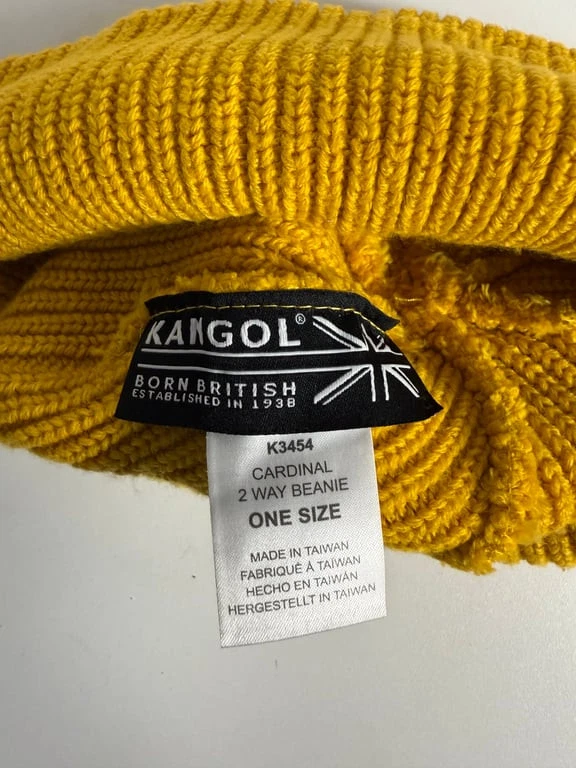 KANGOL®
BORN BRITISH
ESTABLISHED IN 1938
K3454
CARDINAL
2 WAY BEANIE
ONE SIZE
MADE IN TAIWAN
FABRIQUÉ À TAÏWAN
HECHO EN TAIWÁN
HERGESTELLT IN TAIWAN